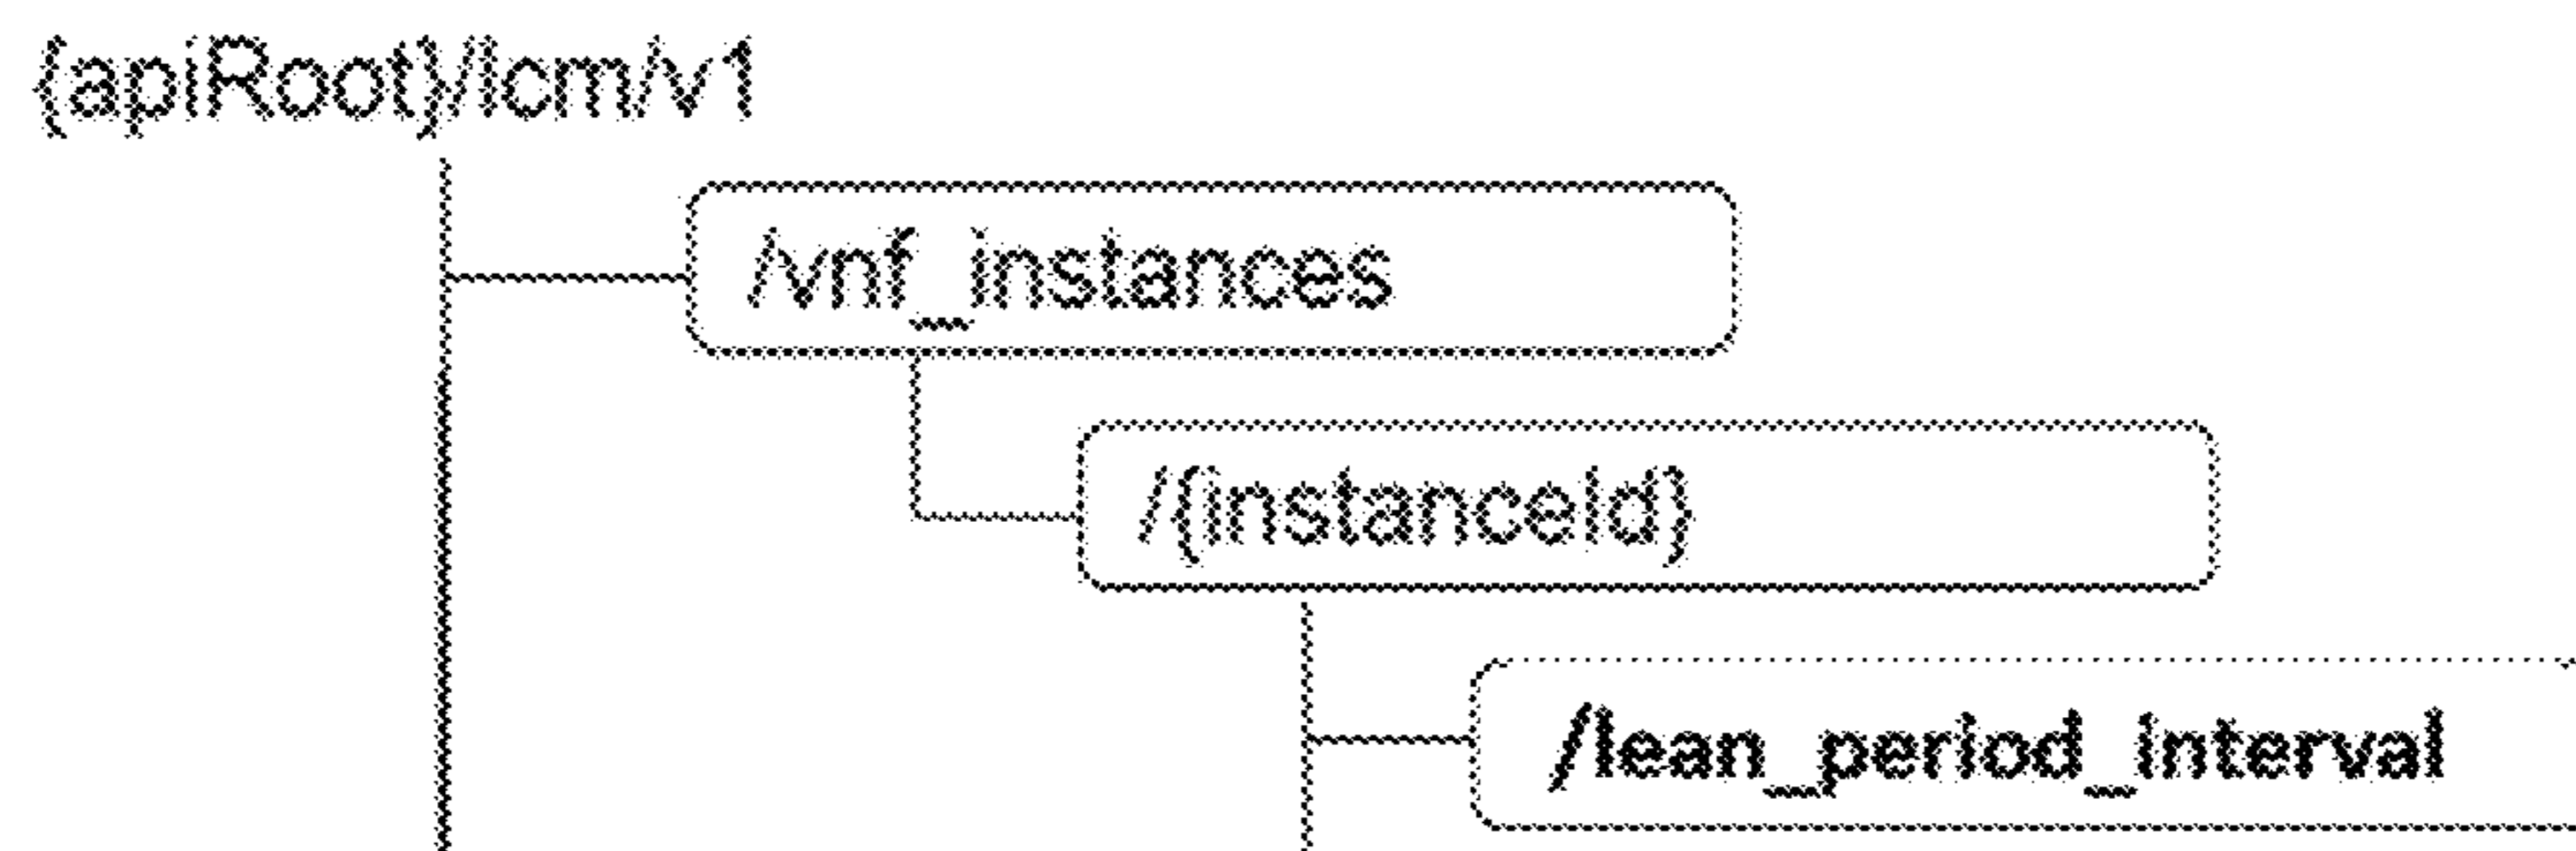 {apiRoot}/lcm/v1
/vnf_instances
/{instanceId}
/lean_period_interval